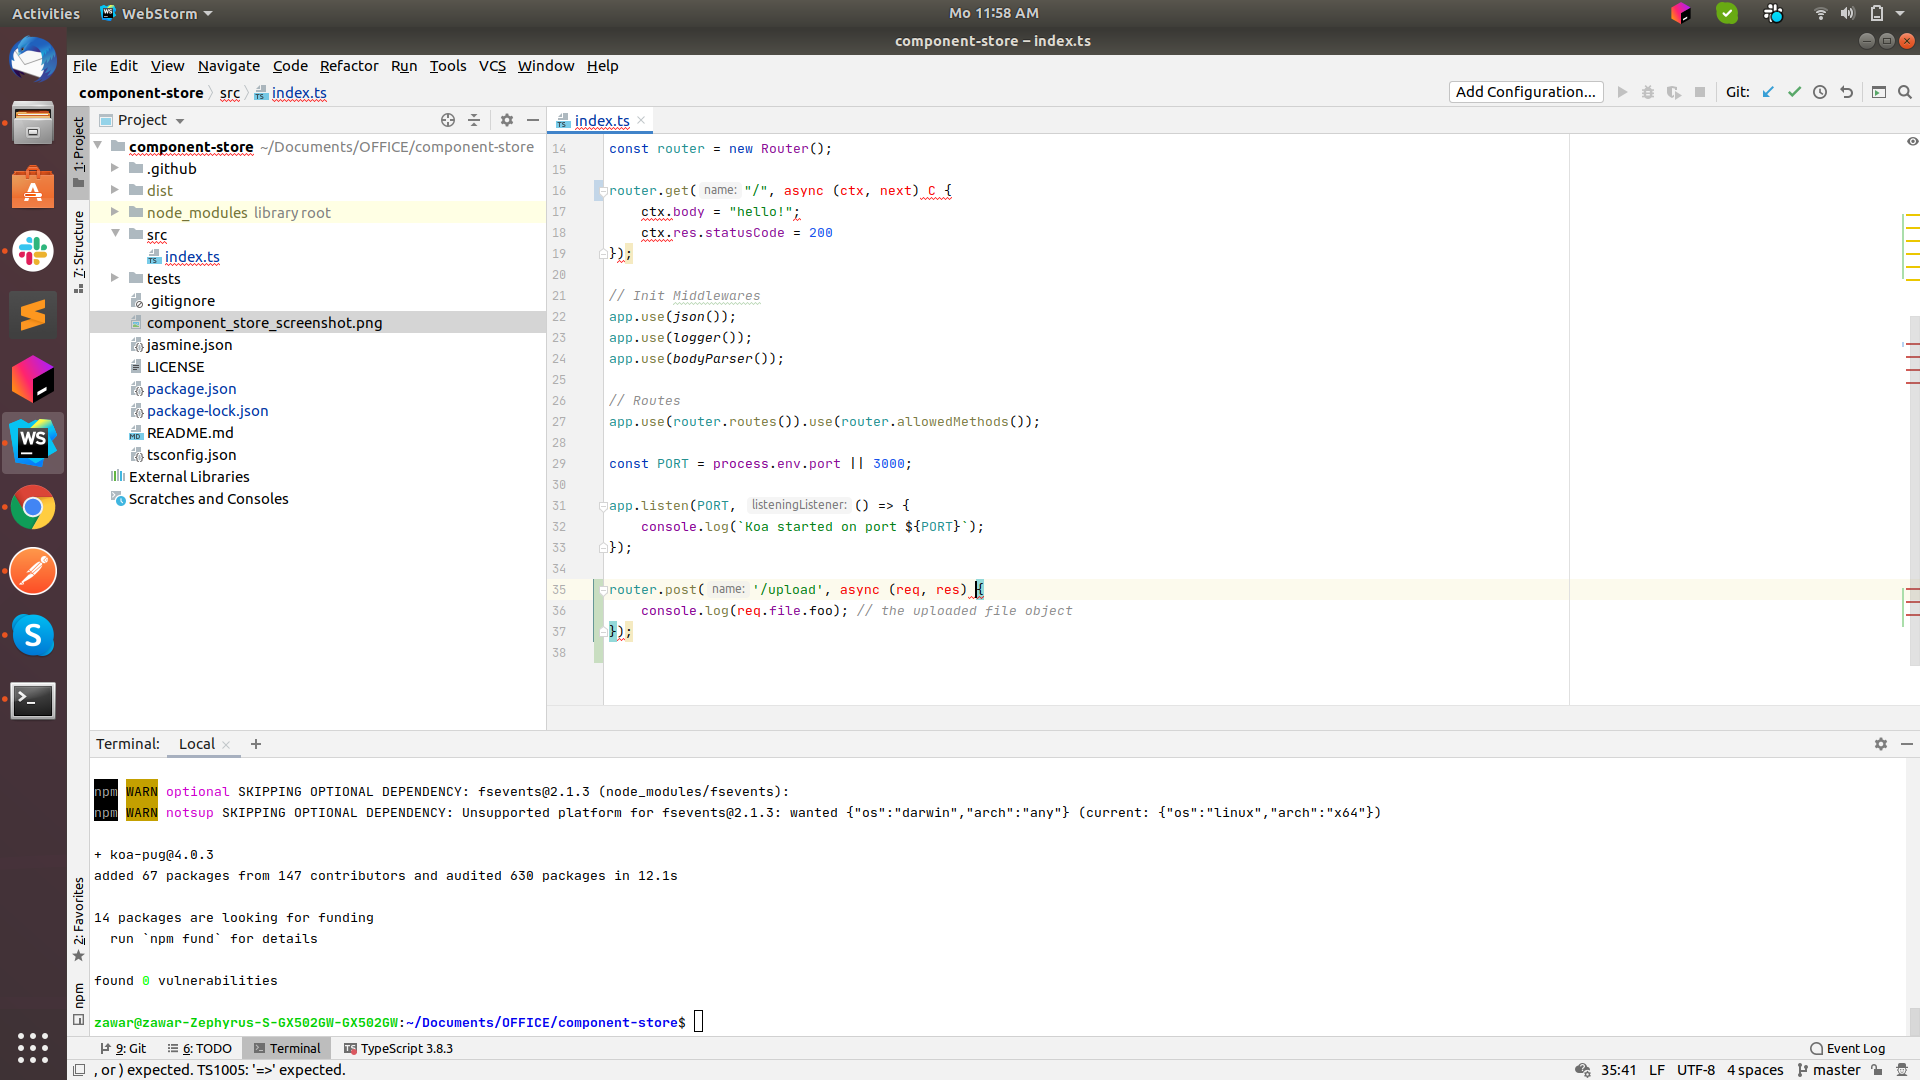 Activities WebStorm Mo 11:58 AM
component-store – index.ts
File Edit View Navigate Code Refactor Run Tools VCS Window Help
component-store src index.ts Add Configuration... Git:
1: Project
7: Structure
2: Favorites
npm
Project
component-store ~/Documents/OFFICE/component-store
.github
dist
node_modules library root
src
index.ts
tests
.gitignore
component_store_screenshot.png
jasmine.json
LICENSE
package.json
package-lock.json
README.md
tsconfig.json
External Libraries
Scratches and Consoles
index.ts
14 const router = new Router();
15
16 router.get( name: "/", async (ctx, next) C {
17 ctx.body = "hello!";
18 ctx.res.statusCode = 200
19 });
20
21 // Init Middlewares
22 app.use(json());
23 app.use(logger());
24 app.use(bodyParser());
25
26 // Routes
27 app.use(router.routes()).use(router.allowedMethods());
28
29 const PORT = process.env.port || 3000;
30
31 app.listen(PORT, listeningListener: () => {
32 console.log(`Koa started on port ${PORT}`);
33 });
34
35 router.post( name: '/upload', async (req, res) {
36 console.log(req.file.foo); // the uploaded file object
37 });
38
Terminal: Local +
npm WARN optional SKIPPING OPTIONAL DEPENDENCY: fsevents@2.1.3 (node_modules/fsevents):
npm WARN notsup SKIPPING OPTIONAL DEPENDENCY: Unsupported platform for fsevents@2.1.3: wanted {"os":"darwin","arch":"any"} (current: {"os":"linux","arch":"x64"})
+ koa-pug@4.0.3
added 67 packages from 147 contributors and audited 630 packages in 12.1s
14 packages are looking for funding
run `npm fund` for details
found 0 vulnerabilities
zawar@zawar-Zephyrus-S-GX502GW-GX502GW:~/Documents/OFFICE/component-store$
9: Git 6: TODO Terminal TypeScript 3.8.3 Event Log
, or ) expected. TS1005: '=>' expected. 35:41 LF UTF-8 4 spaces master